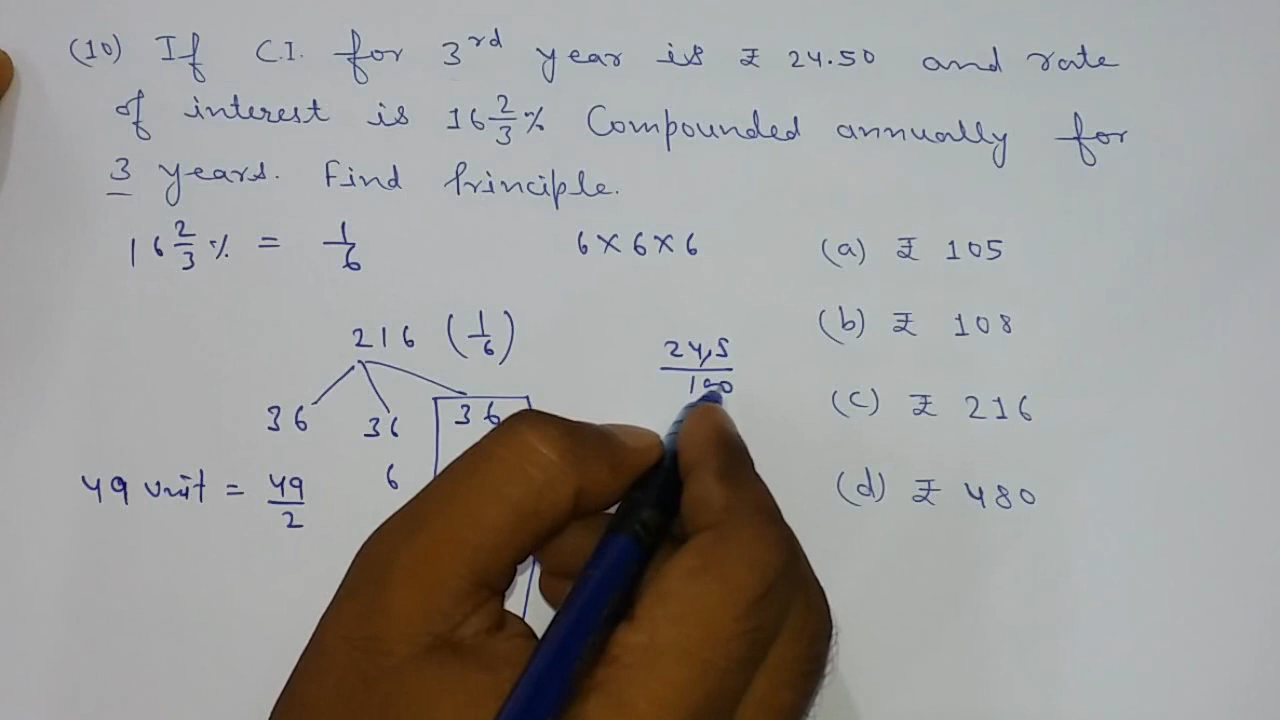 (10) If C.I. for 3rd year is ₹ 24.50 and rate
of interest is 16 2/3 % Compounded annually for
3 years. Find Principle.
16 2/3 % = 1/6
6 × 6 × 6
(a) ₹ 105
(b) ₹ 108
216 (1/6)
24.5
(c) ₹ 216
36 36 36
49 unit = 49/2
6
(d) ₹ 480